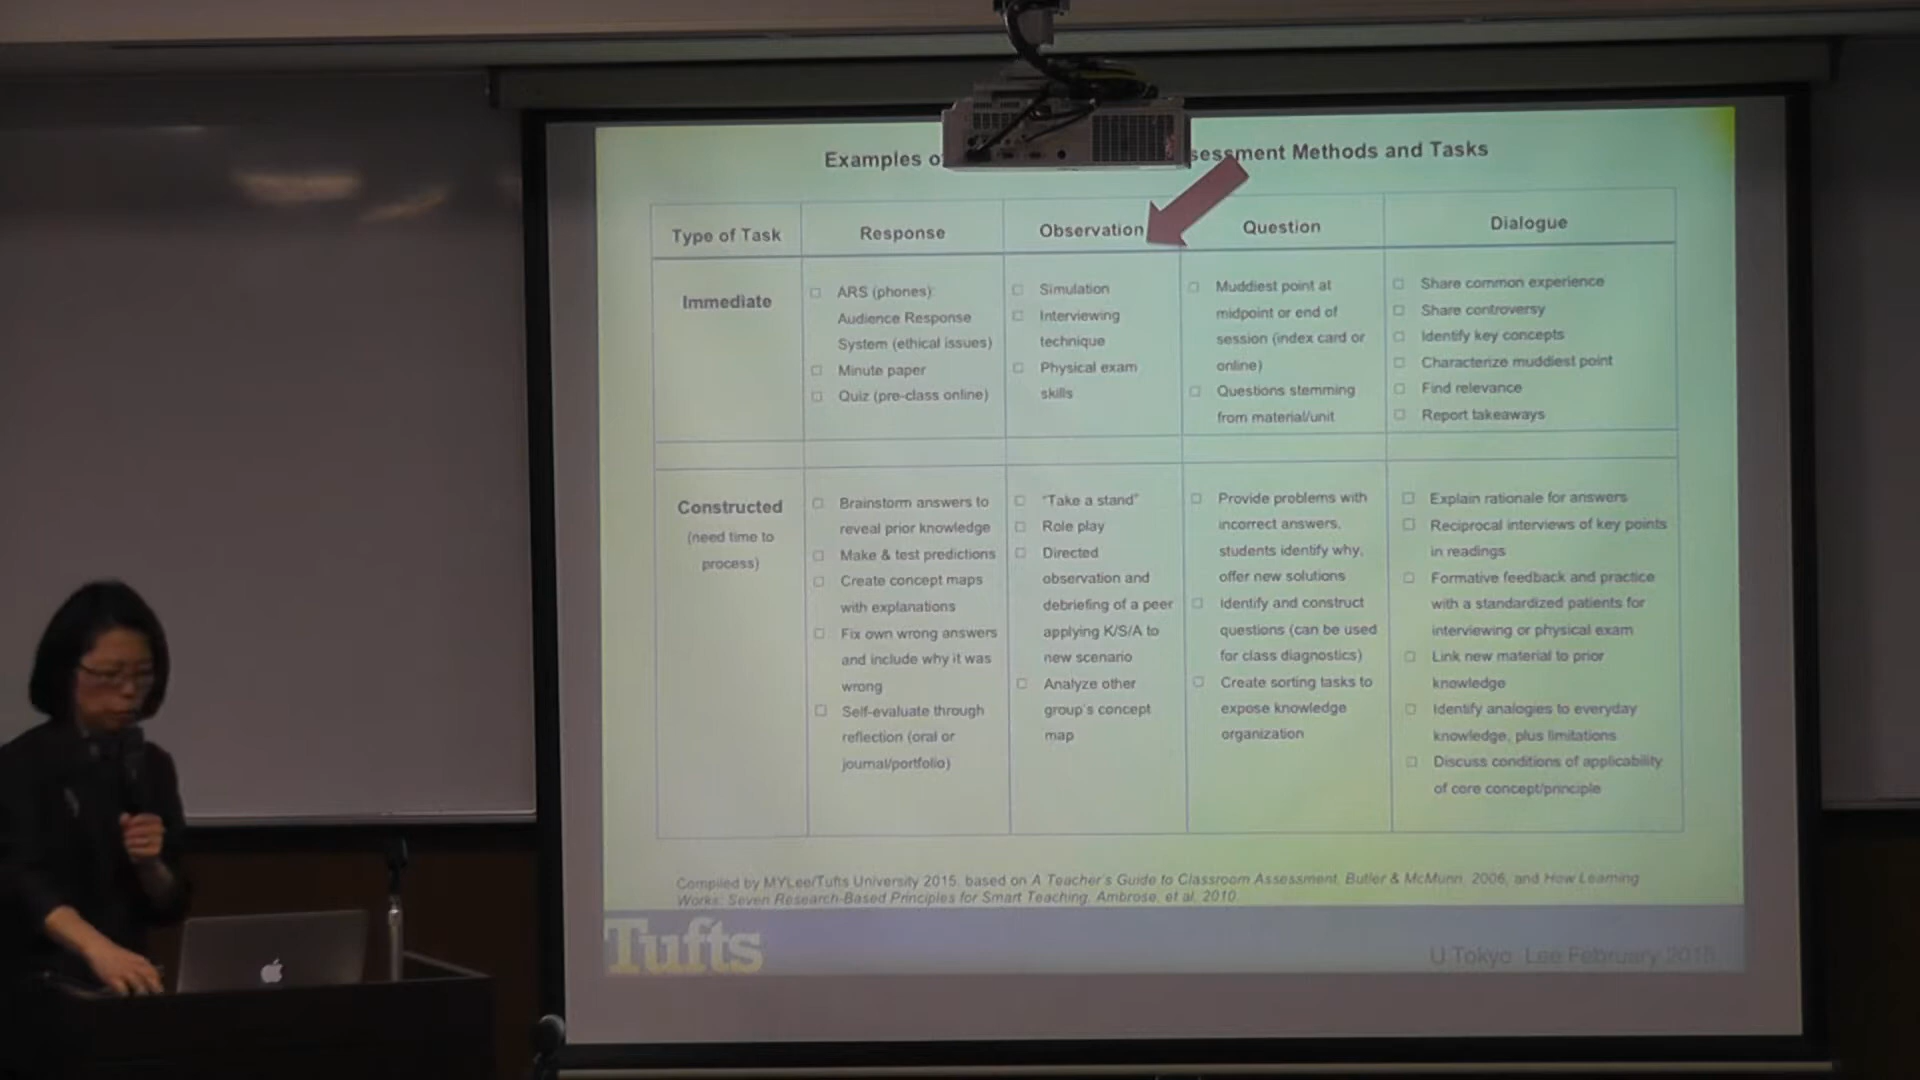 Examples o
sessment Methods and Tasks
Type of Task
Response
Observation
Question
Dialogue
Immediate
ARS (phones):
Audience Response
System (ethical issues)
Minute paper
Quiz (pre-class online)
Simulation
Interviewing
technique
Physical exam
skills
Muddiest point at
midpoint or end of
session (index card or
online)
Questions stemming
from material/unit
Share common experience
Share controversy
Identify key concepts
Characterize muddiest point
Find relevance
Report takeaways
Constructed
(need time to
process)
Brainstorm answers to
reveal prior knowledge
Make & test predictions
Create concept maps
with explanations
Fix own wrong answers
and include why it was
wrong
Self-evaluate through
reflection (oral or
journal/portfolio)
"Take a stand"
Role play
Directed
observation and
debriefing of a peer
applying K/S/A to
new scenario
Analyze other
group's concept
map
Provide problems with
incorrect answers,
students identify why,
offer new solutions
Identify and construct
questions (can be used
for class diagnostics)
Create sorting tasks to
expose knowledge
organization
Explain rationale for answers
Reciprocal interviews of key points
in readings
Formative feedback and practice
with a standardized patients for
interviewing or physical exam
Link new material to prior
knowledge
Identify analogies to everyday
knowledge, plus limitations
Discuss conditions of applicability
of core concept/principle
Compiled by MYLee/Tufts University 2015, based on A Teacher's Guide to Classroom Assessment, Butler & McMunn, 2006, and How Learning
Works: Seven Research-Based Principles for Smart Teaching, Ambrose, et al, 2010
Tufts
U Tokyo Lee February 2015